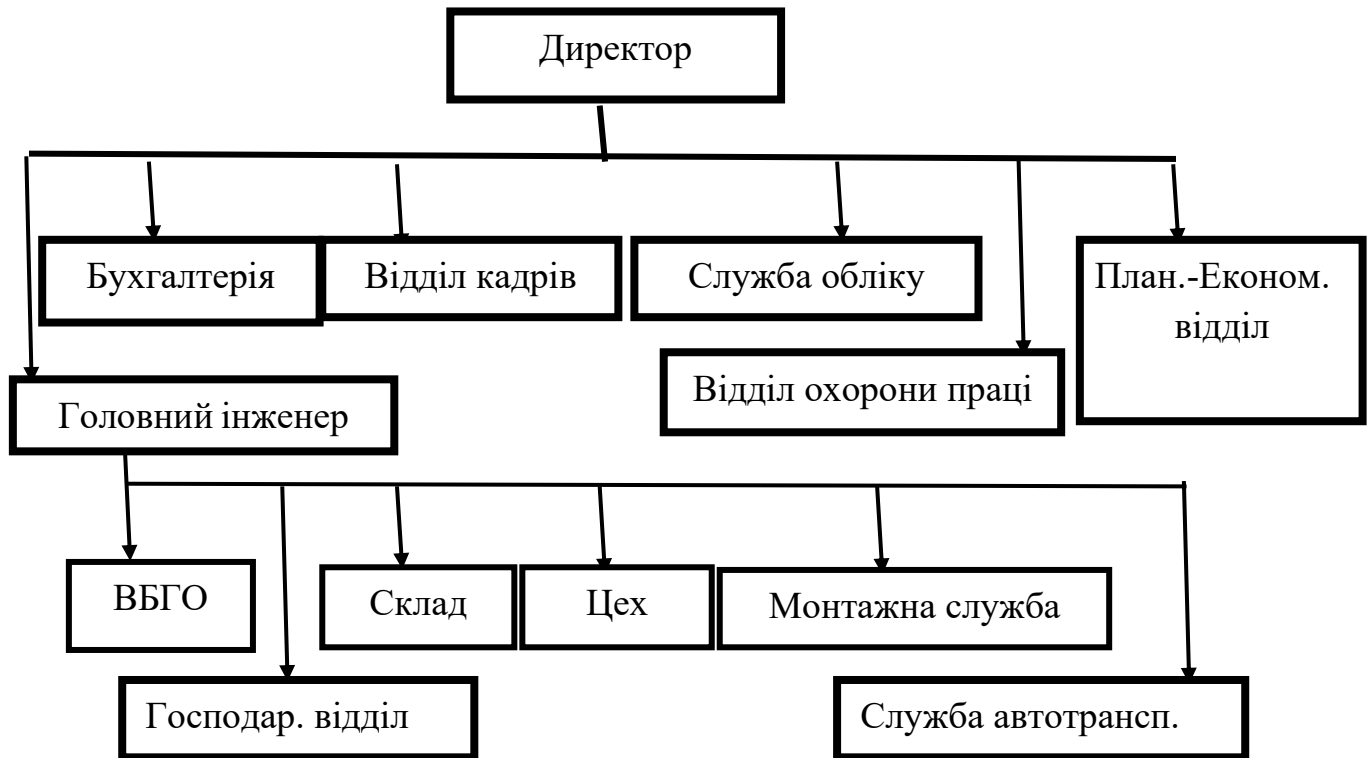 Директор
Бухгалтерія
Відділ кадрів
Служба обліку
План.-Економ.
відділ
Відділ охорони праці
Головний інженер
ВБГО
Склад
Цех
Монтажна служба
Господар. відділ
Служба автотрансп.